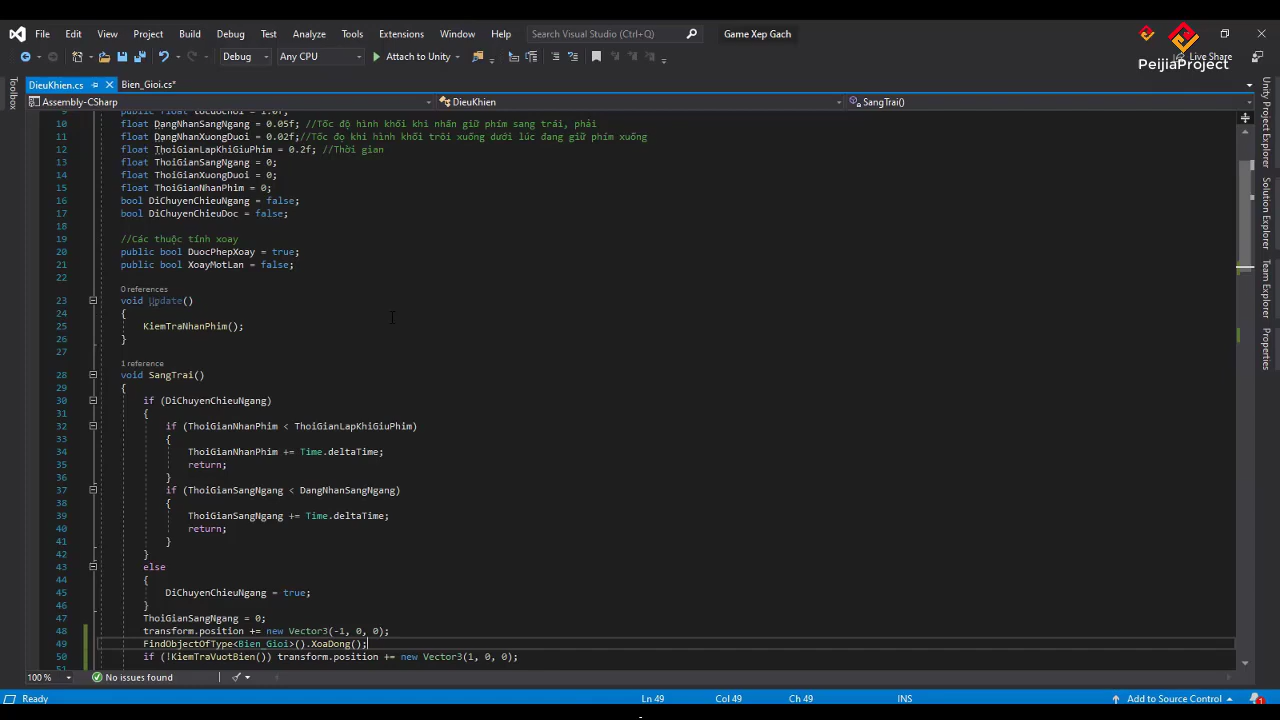 File Edit View Project Build Debug Test Analyze Tools Extensions Window Help Search Visual Studio (Ctrl+Q) Game Xep Gach
Debug Any CPU Attach to Unity Live Share
PeijiaProject
Toolbox
DieuKhien.cs Bien_Gioi.cs*
Assembly-CSharp DieuKhien SangTrai()
10 float DangNhanSangNgang = 0.05f; //Tốc độ hình khối khi nhấn giữ phím sang trái, phải
11 float DangNhanXuongDuoi = 0.02f;//Tốc đọ khi hình khối trôi xuống dưới lúc đang giữ phím xuống
12 float ThoiGianLapKhiGiuPhim = 0.2f; //Thời gian
13 float ThoiGianSangNgang = 0;
14 float ThoiGianXuongDuoi = 0;
15 float ThoiGianNhanPhim = 0;
16 bool DiChuyenChieuNgang = false;
17 bool DiChuyenChieuDoc = false;
18
19 //Các thuộc tính xoay
20 public bool DuocPhepXoay = true;
21 public bool XoayMotLan = false;
22
0 references
23 void Update()
24 {
25 KiemTraNhanPhim();
26 }
27
1 reference
28 void SangTrai()
29 {
30 if (DiChuyenChieuNgang)
31 {
32 if (ThoiGianNhanPhim < ThoiGianLapKhiGiuPhim)
33 {
34 ThoiGianNhanPhim += Time.deltaTime;
35 return;
36 }
37 if (ThoiGianSangNgang < DangNhanSangNgang)
38 {
39 ThoiGianSangNgang += Time.deltaTime;
40 return;
41 }
42 }
43 else
44 {
45 DiChuyenChieuNgang = true;
46 }
47 ThoiGianSangNgang = 0;
48 transform.position += new Vector3(-1, 0, 0);
49 FindObjectOfType<Bien_Gioi>().XoaDong();
50 if (!KiemTraVuotBien()) transform.position += new Vector3(1, 0, 0);
100 % No issues found
Ready Ln 49 Col 49 Ch 49 INS Add to Source Control 1
Unity Project Explorer
Solution Explorer
Team Explorer
Properties